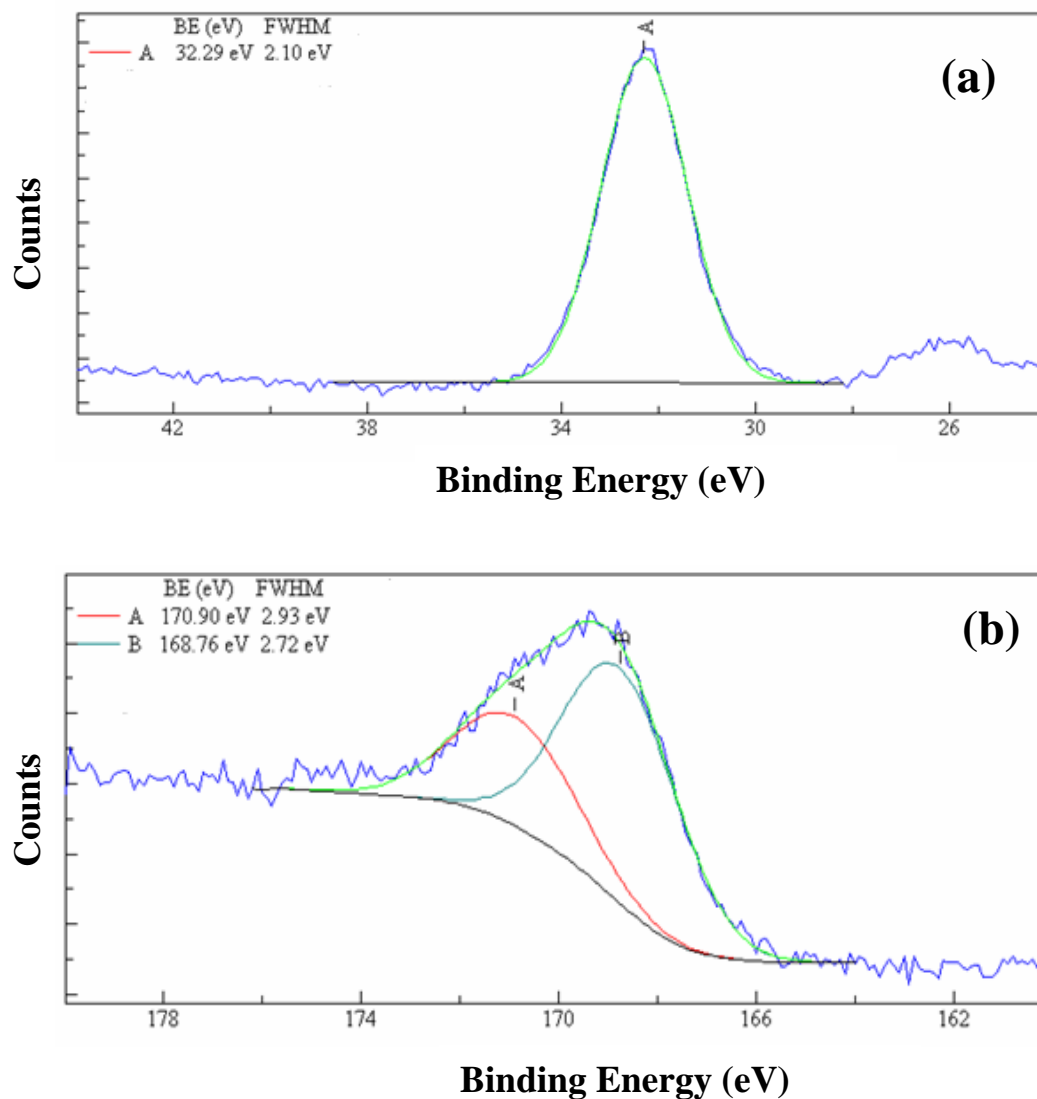 BE (eV) FWHM
A 32.29 eV 2.10 eV
A
(a)
Counts
42 38 34 30 26
Binding Energy (eV)
BE (eV) FWHM
A 170.90 eV 2.93 eV
B 168.76 eV 2.72 eV
B
A
(b)
Counts
178 174 170 166 162
Binding Energy (eV)